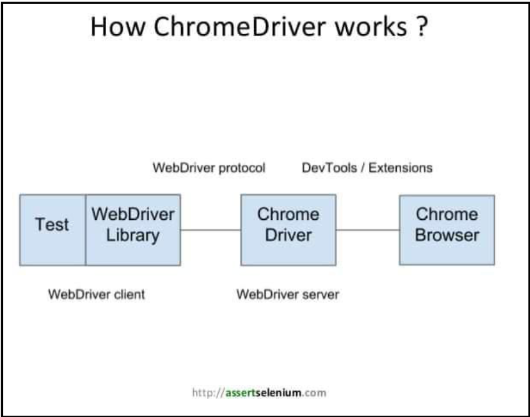 How ChromeDriver works ?
WebDriver protocol
DevTools / Extensions
Test
WebDriver
Library
Chrome
Driver
Chrome
Browser
WebDriver client
WebDriver server
http://assertselenium.com